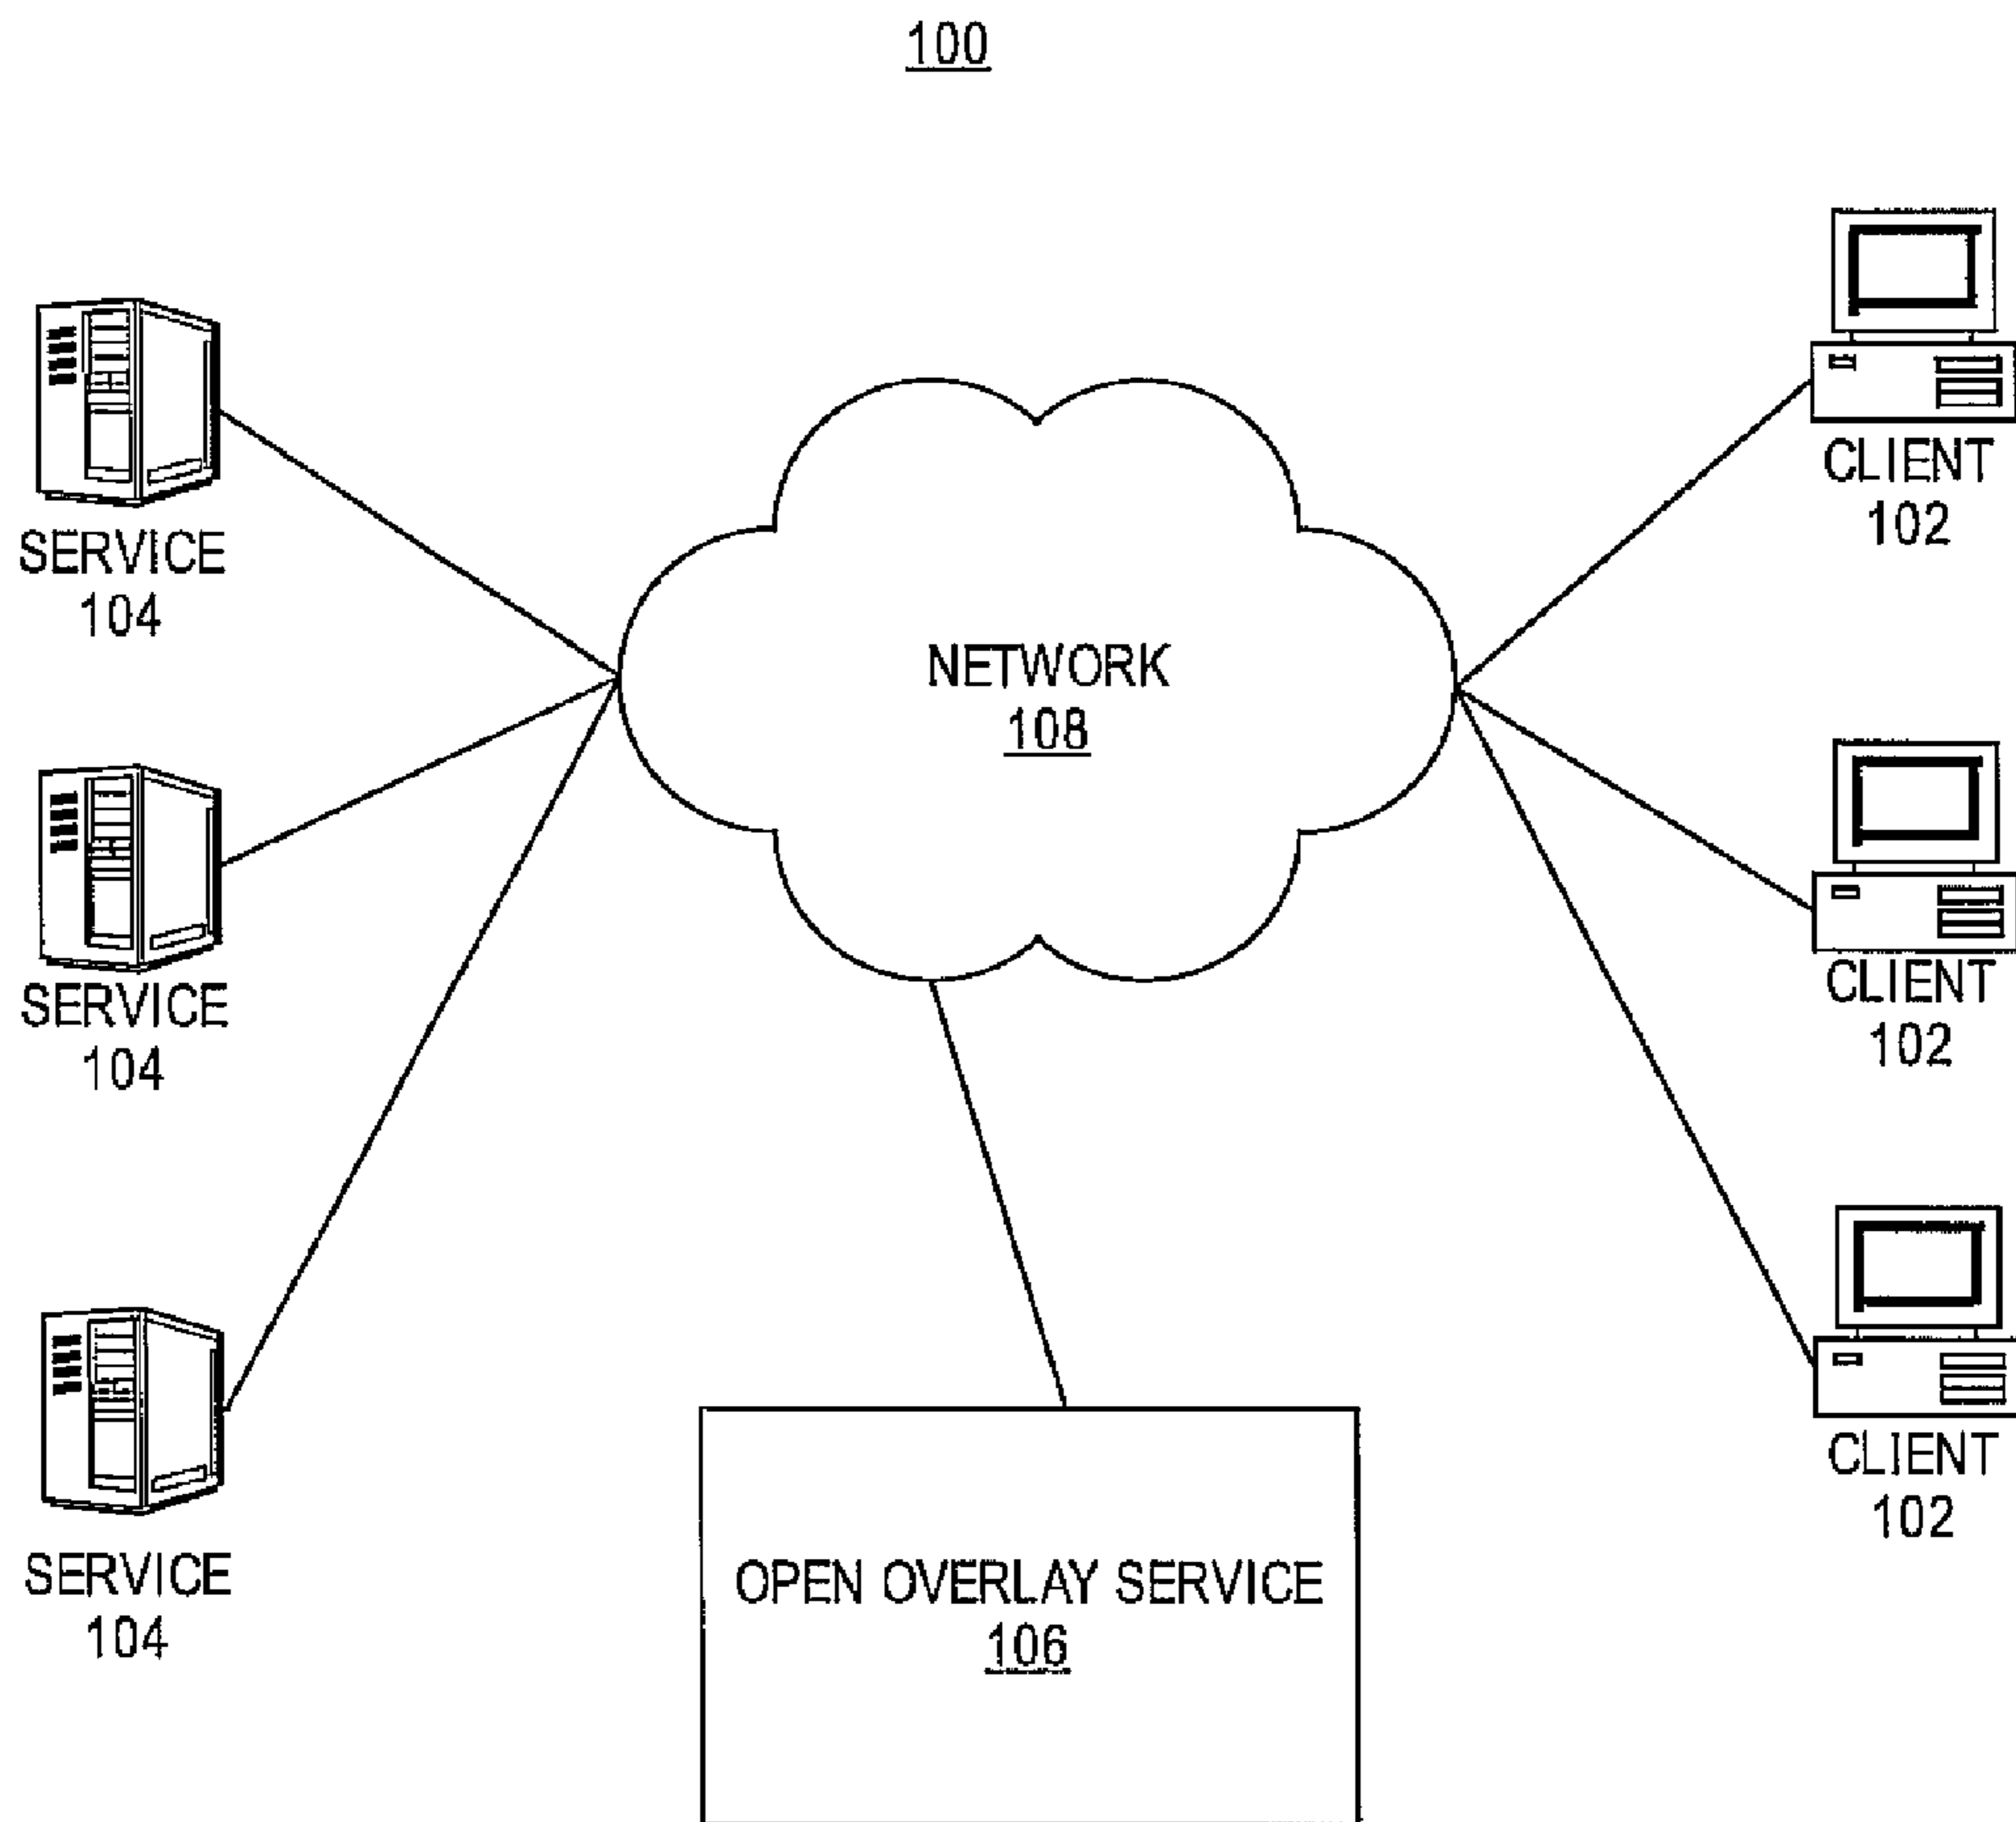 100
SERVICE
104
SERVICE
104
SERVICE
104
NETWORK
108
OPEN OVERLAY SERVICE
106
CLIENT
102
CLIENT
102
CLIENT
102